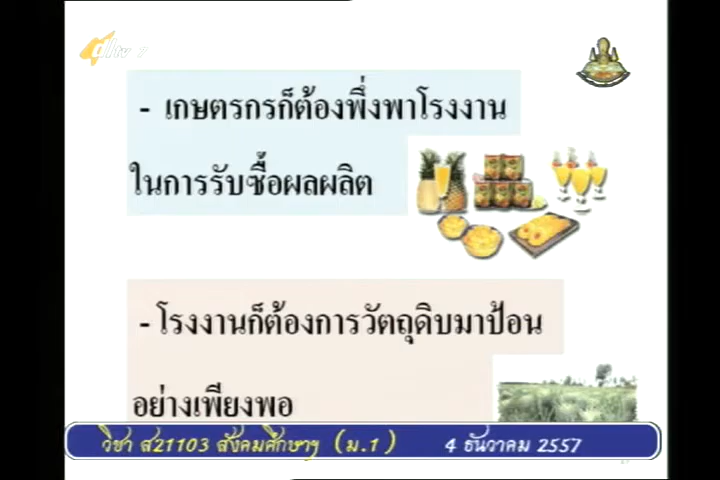 dltv 7
- เกษตรกรก็ต้องพึ่งพาโรงงาน
ในการรับซื้อผลผลิต
- โรงงานก็ต้องการวัตถุดิบมาป้อน
อย่างเพียงพอ
วิชา ส21103 สังคมศึกษาฯ (ม.1) 4 ธันวาคม 2557